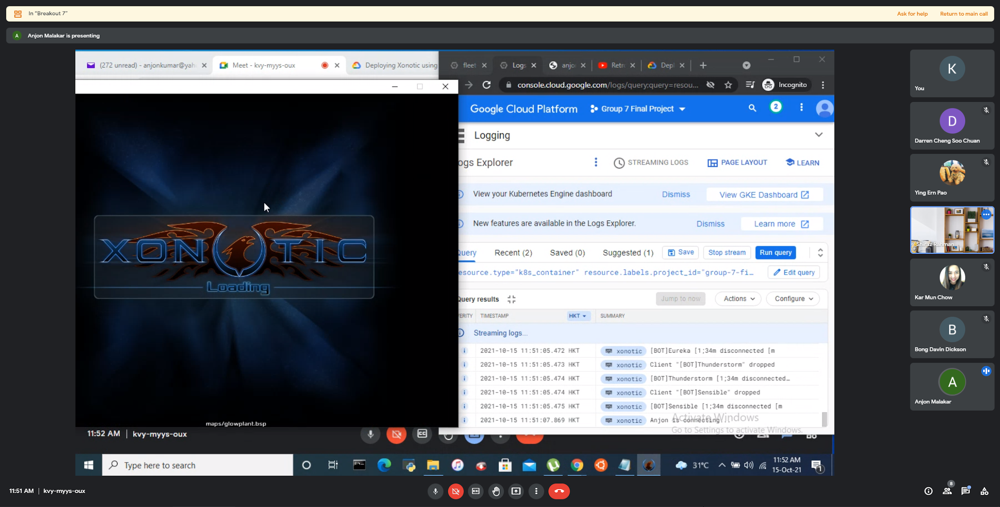 In “Breakout 7”
Ask for help
Return to main call
A
Anjon Malakar is presenting
(272 unread) - anjonkumar@yah
Meet - kvy-myys-oux
Deploying Xonotic using
fleet
Logs
anjo
Retro
Depl
console.cloud.google.com/logs/query;query=resou...
Incognito
Google Cloud Platform
Group 7 Final Project
2
Logging
ogs Explorer
STREAMING LOGS
PAGE LAYOUT
LEARN
View your Kubernetes Engine dashboard
Dismiss
View GKE Dashboard
New features are available in the Logs Explorer.
Dismiss
Learn more
Query
Recent (2)
Saved (0)
Suggested (1)
Save
Stop stream
Run query
esource.type="k8s_container" resource.labels.project_id="group-7-fi…
Edit query
Query results
Jump to now
Actions
Configure
ERITY
TIMESTAMP
HKT
SUMMARY
Streaming logs...
2021-10-15 11:51:05.472 HKT xonotic [BOT]Eureka [1;34m disconnected [m
2021-10-15 11:51:05.473 HKT xonotic Client "[BOT]Thunderstorm" dropped
2021-10-15 11:51:05.474 HKT xonotic [BOT]Thunderstorm [1;34m disconnected…
2021-10-15 11:51:05.474 HKT xonotic Client "[BOT]Sensible" dropped
2021-10-15 11:51:05.475 HKT xonotic [BOT]Sensible [1;34m disconnected [m
2021-10-15 11:51:07.869 HKT xonotic Anjon is connecting...
Activate Windows
Go to Settings to activate Windows.
XONOTIC
Loading
maps/glowplant.bsp
11:52 AM | kvy-myys-oux
Type here to search
31°C
11:52 AM
15-Oct-21
1
K
You
D
Darren Cheng Soo Chuan
Ying Ern Pao
Shiraz Rahman
Kar Mun Chow
B
Bong Davin Dickson
A
Anjon Malakar
11:51 AM | kvy-myys-oux
8